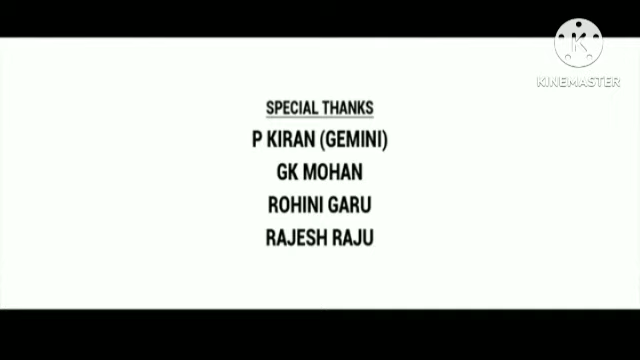 K
KINEMASTER
SPECIAL THANKS
P KIRAN (GEMINI)
GK MOHAN
ROHINI GARU
RAJESH RAJU